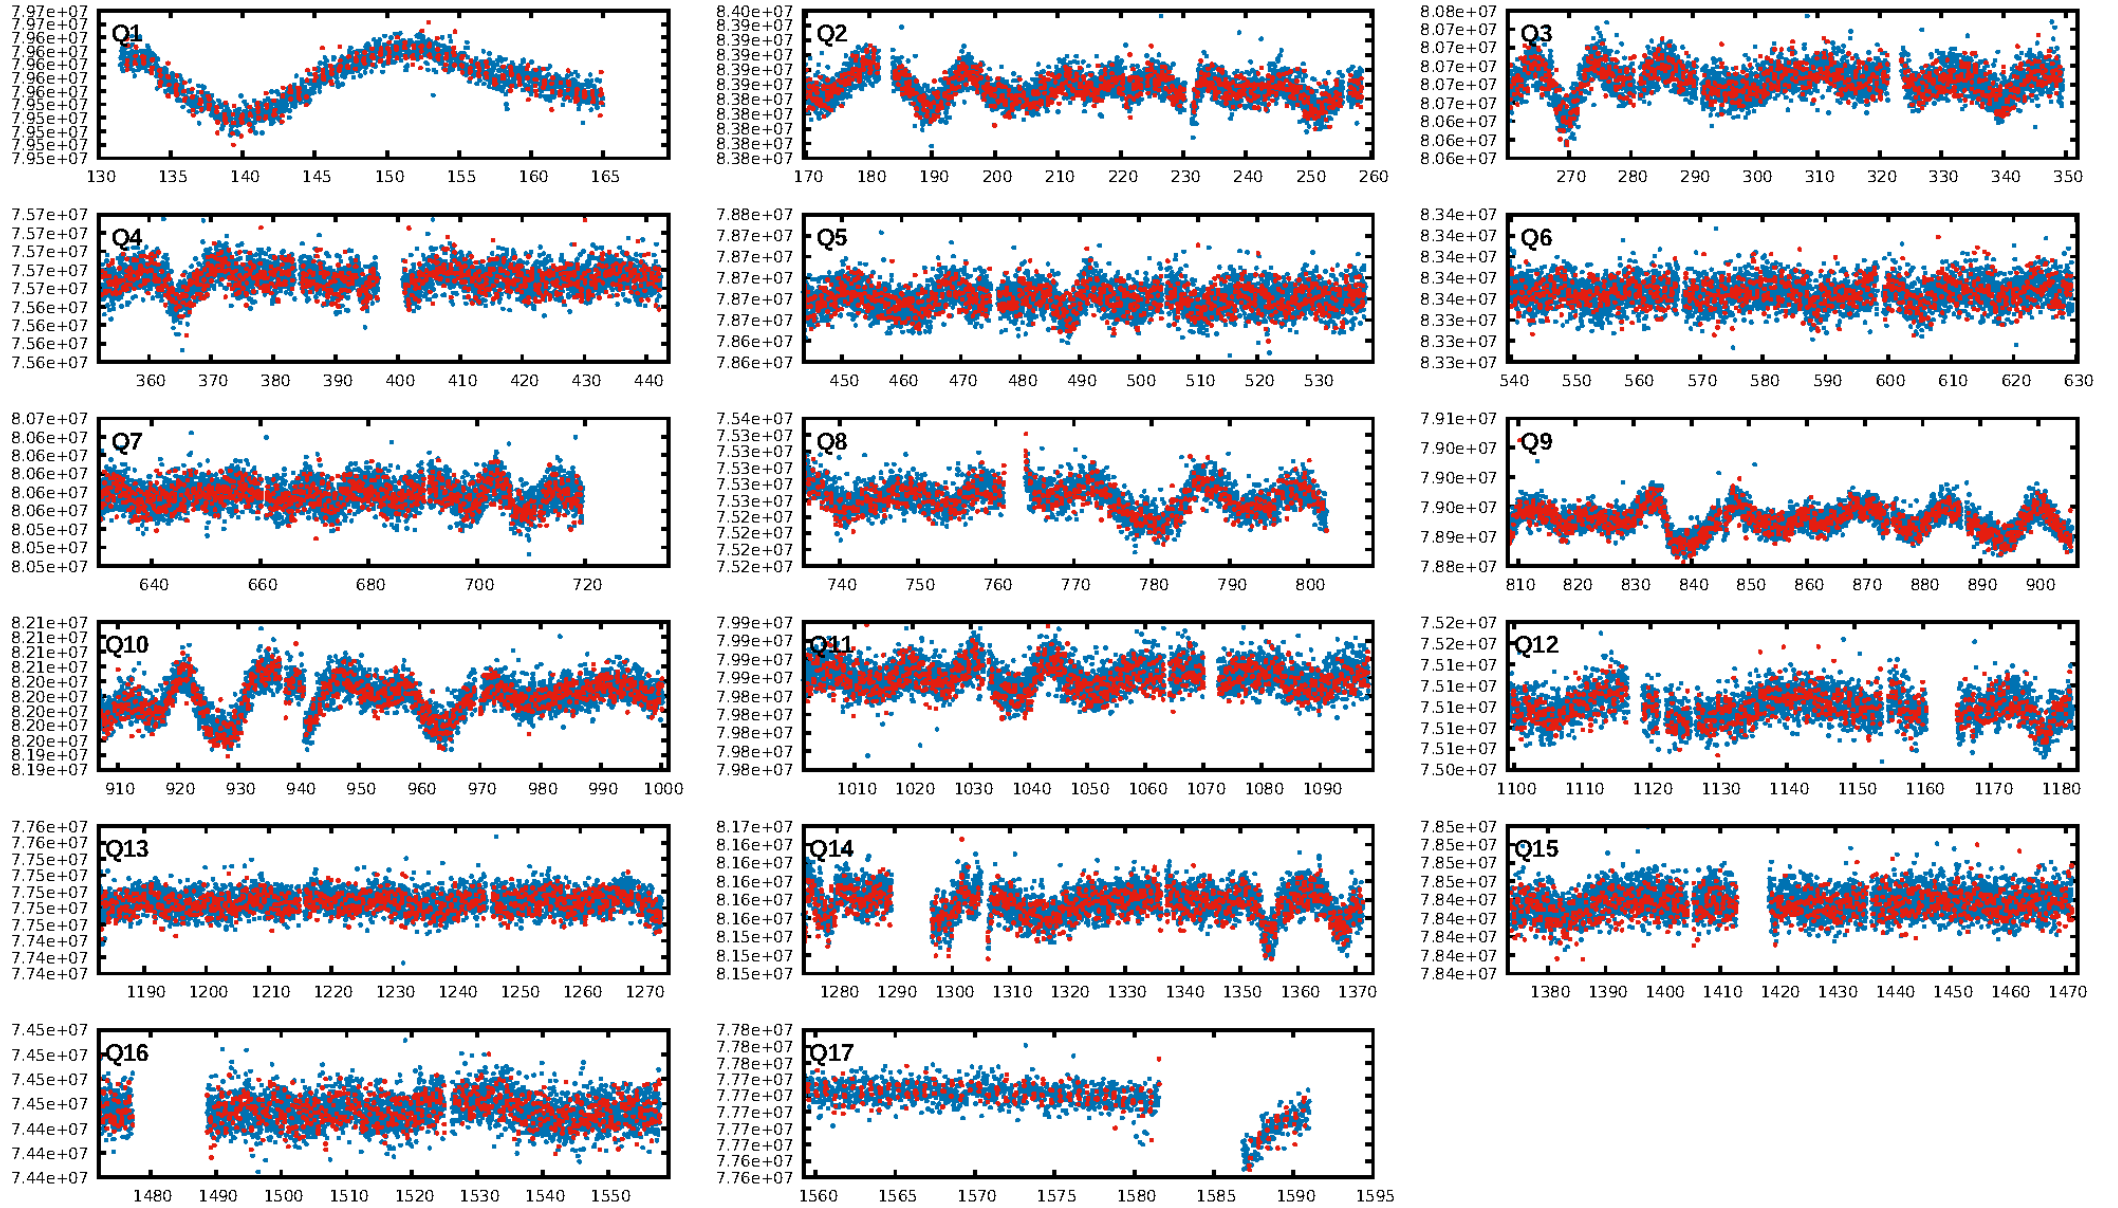 7.97e+07
7.97e+07
7.96e+07
7.96e+07
7.96e+07
7.96e+07
7.96e+07
7.95e+07
7.95e+07
7.95e+07
7.95e+07
7.95e+07
Q1
130 135 140 145 150 155 160 165
8.40e+07
8.39e+07
8.39e+07
8.39e+07
8.39e+07
8.39e+07
8.38e+07
8.38e+07
8.38e+07
8.38e+07
8.38e+07
Q2
170 180 190 200 210 220 230 240 250 260
8.08e+07
8.07e+07
8.07e+07
8.07e+07
8.07e+07
8.07e+07
8.06e+07
8.06e+07
8.06e+07
Q3
270 280 290 300 310 320 330 340 350
7.57e+07
7.57e+07
7.57e+07
7.57e+07
7.57e+07
7.56e+07
7.56e+07
7.56e+07
7.56e+07
Q4
360 370 380 390 400 410 420 430 440
7.88e+07
7.87e+07
7.87e+07
7.87e+07
7.87e+07
7.87e+07
7.86e+07
7.86e+07
Q5
450 460 470 480 490 500 510 520 530
8.34e+07
8.34e+07
8.34e+07
8.34e+07
8.34e+07
8.33e+07
8.33e+07
8.33e+07
Q6
540 550 560 570 580 590 600 610 620 630
8.07e+07
8.06e+07
8.06e+07
8.06e+07
8.06e+07
8.06e+07
8.05e+07
8.05e+07
8.05e+07
Q7
640 660 680 700 720
7.54e+07
7.53e+07
7.53e+07
7.53e+07
7.53e+07
7.53e+07
7.52e+07
7.52e+07
7.52e+07
7.52e+07
Q8
740 750 760 770 780 790 800
7.91e+07
7.90e+07
7.90e+07
7.90e+07
7.89e+07
7.88e+07
Q9
810 820 830 840 850 860 870 880 890 900
8.21e+07
8.21e+07
8.21e+07
8.21e+07
8.20e+07
8.20e+07
8.20e+07
8.20e+07
8.20e+07
8.19e+07
8.19e+07
Q10
910 920 930 940 950 960 970 980 990 1000
7.99e+07
7.99e+07
7.99e+07
7.99e+07
7.98e+07
7.98e+07
7.98e+07
7.98e+07
7.98e+07
Q11
1010 1020 1030 1040 1050 1060 1070 1080 1090
7.52e+07
7.52e+07
7.51e+07
7.51e+07
7.51e+07
7.51e+07
7.51e+07
7.50e+07
Q12
1100 1110 1120 1130 1140 1150 1160 1170 1180
7.76e+07
7.76e+07
7.75e+07
7.75e+07
7.75e+07
7.75e+07
7.75e+07
7.74e+07
7.74e+07
7.74e+07
Q13
1190 1200 1210 1220 1230 1240 1250 1260 1270
8.17e+07
8.16e+07
8.16e+07
8.16e+07
8.16e+07
8.16e+07
8.15e+07
8.15e+07
8.15e+07
Q14
1280 1290 1300 1310 1320 1330 1340 1350 1360 1370
7.85e+07
7.85e+07
7.85e+07
7.85e+07
7.85e+07
7.84e+07
7.84e+07
7.84e+07
7.84e+07
Q15
1380 1390 1400 1410 1420 1430 1440 1450 1460 1470
7.45e+07
7.45e+07
7.45e+07
7.45e+07
7.44e+07
7.44e+07
7.44e+07
Q16
1480 1490 1500 1510 1520 1530 1540 1550
7.78e+07
7.78e+07
7.78e+07
7.77e+07
7.77e+07
7.77e+07
7.77e+07
7.77e+07
7.76e+07
7.76e+07
Q17
1560 1565 1570 1575 1580 1585 1590 1595